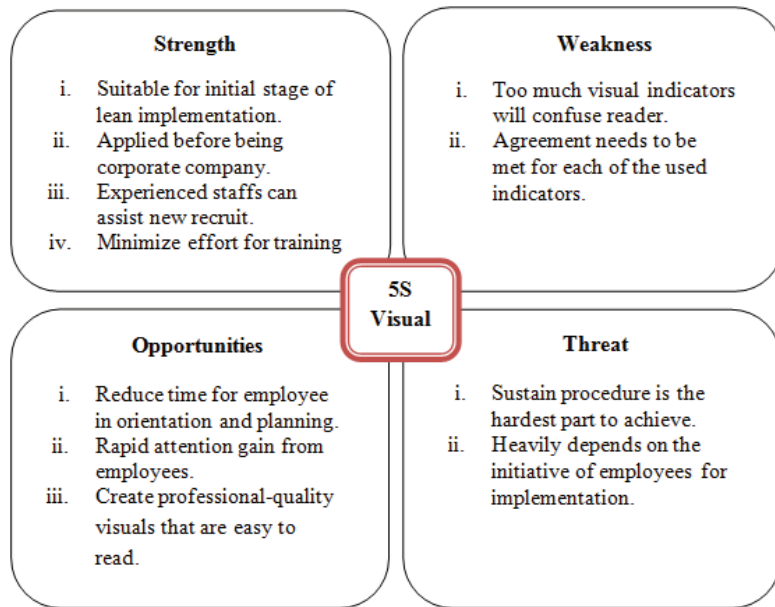 Strength
i. Suitable for initial stage of
lean implementation.
ii. Applied before being
corporate company.
iii. Experienced staffs can
assist new recruit.
iv. Minimize effort for training
Weakness
i. Too much visual indicators
will confuse reader.
ii. Agreement needs to be
met for each of the used
indicators.
5S
Visual
Opportunities
i. Reduce time for employee
in orientation and planning.
ii. Rapid attention gain from
employees.
iii. Create professional-quality
visuals that are easy to
read.
Threat
i. Sustain procedure is the
hardest part to achieve.
ii. Heavily depends on the
initiative of employees for
implementation.